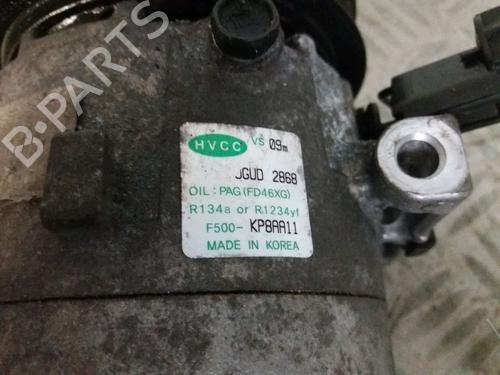 B-PARTS
HVCC VS 09m
JGUD 2868
OIL : PAG(FD46XG)
R134a or R1234yf
F500- KP8AA11
MADE IN KOREA